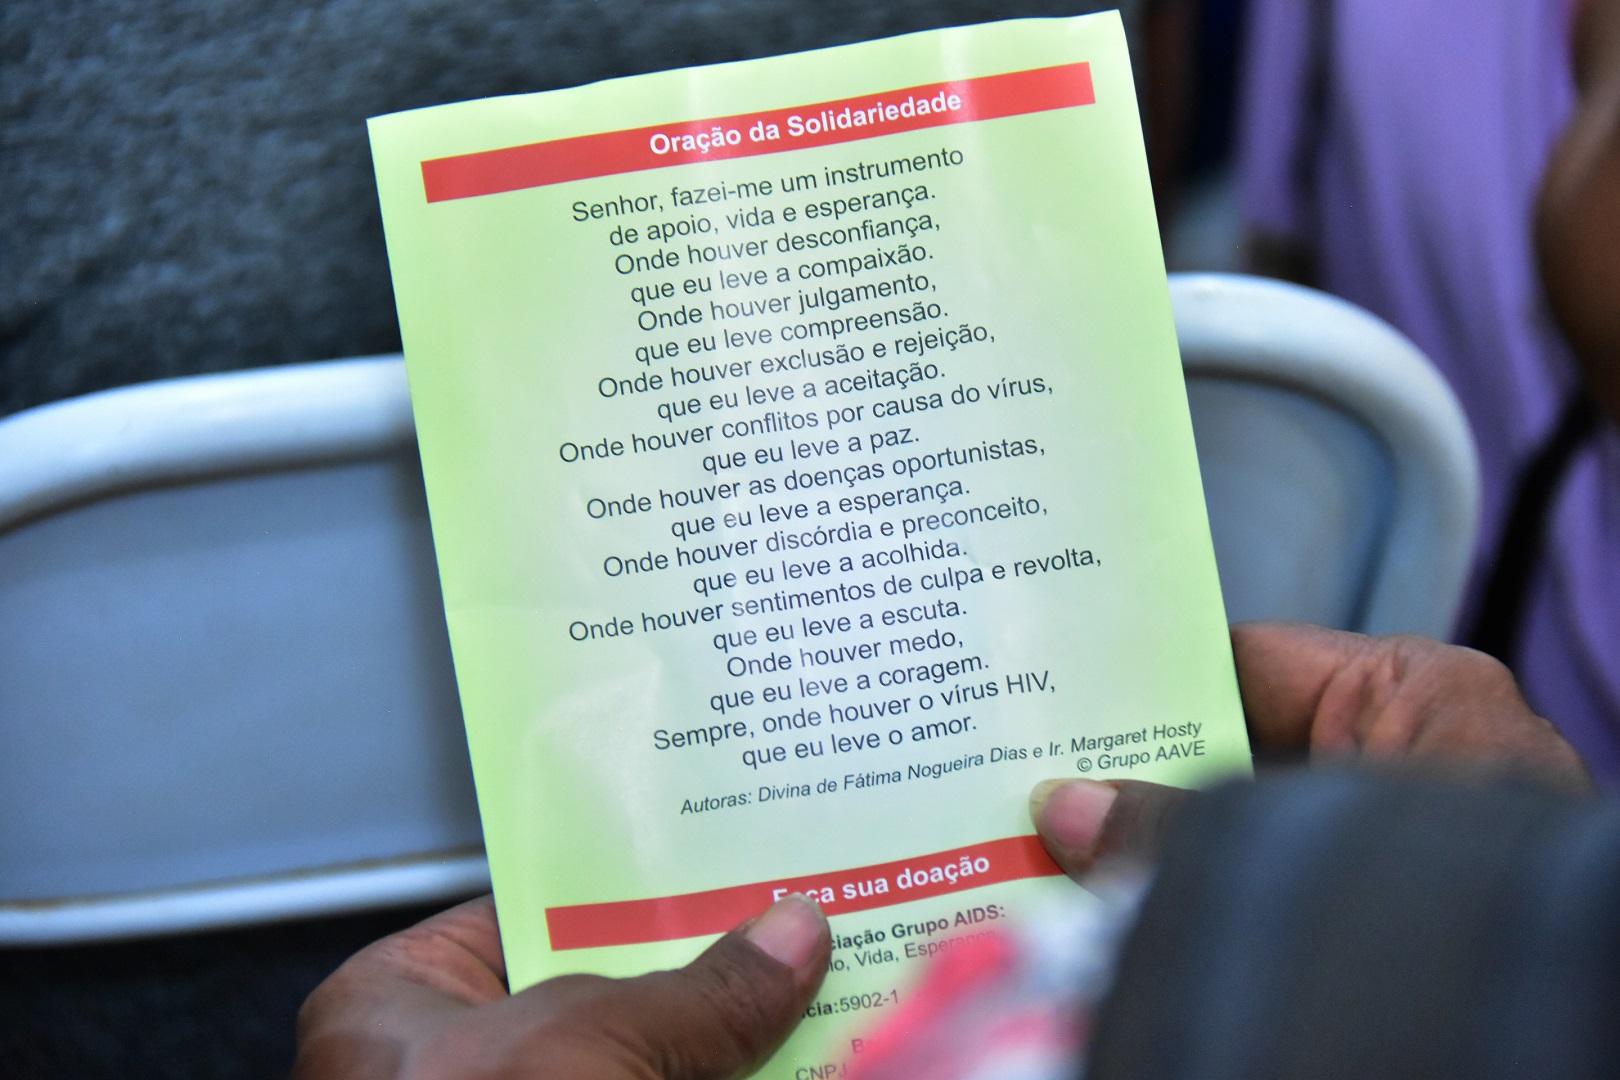 Oração da Solidariedade
Senhor, fazei-me um instrumento
de apoio, vida e esperança.
Onde houver desconfiança,
que eu leve a compaixão.
Onde houver julgamento,
que eu leve compreensão.
Onde houver exclusão e rejeição,
que eu leve a aceitação.
Onde houver conflitos por causa do vírus,
que eu leve a paz.
Onde houver as doenças oportunistas,
que eu leve a esperança.
Onde houver discórdia e preconceito,
que eu leve a acolhida.
Onde houver sentimentos de culpa e revolta,
que eu leve a escuta.
Onde houver medo,
que eu leve a coragem.
Sempre, onde houver o vírus HIV,
que eu leve o amor.
Autoras: Divina de Fátima Nogueira Dias e Ir. Margaret Hosty
© Grupo AAVE
sua doação
Grupo AIDS:
Vida,
5902-1
CNPJ